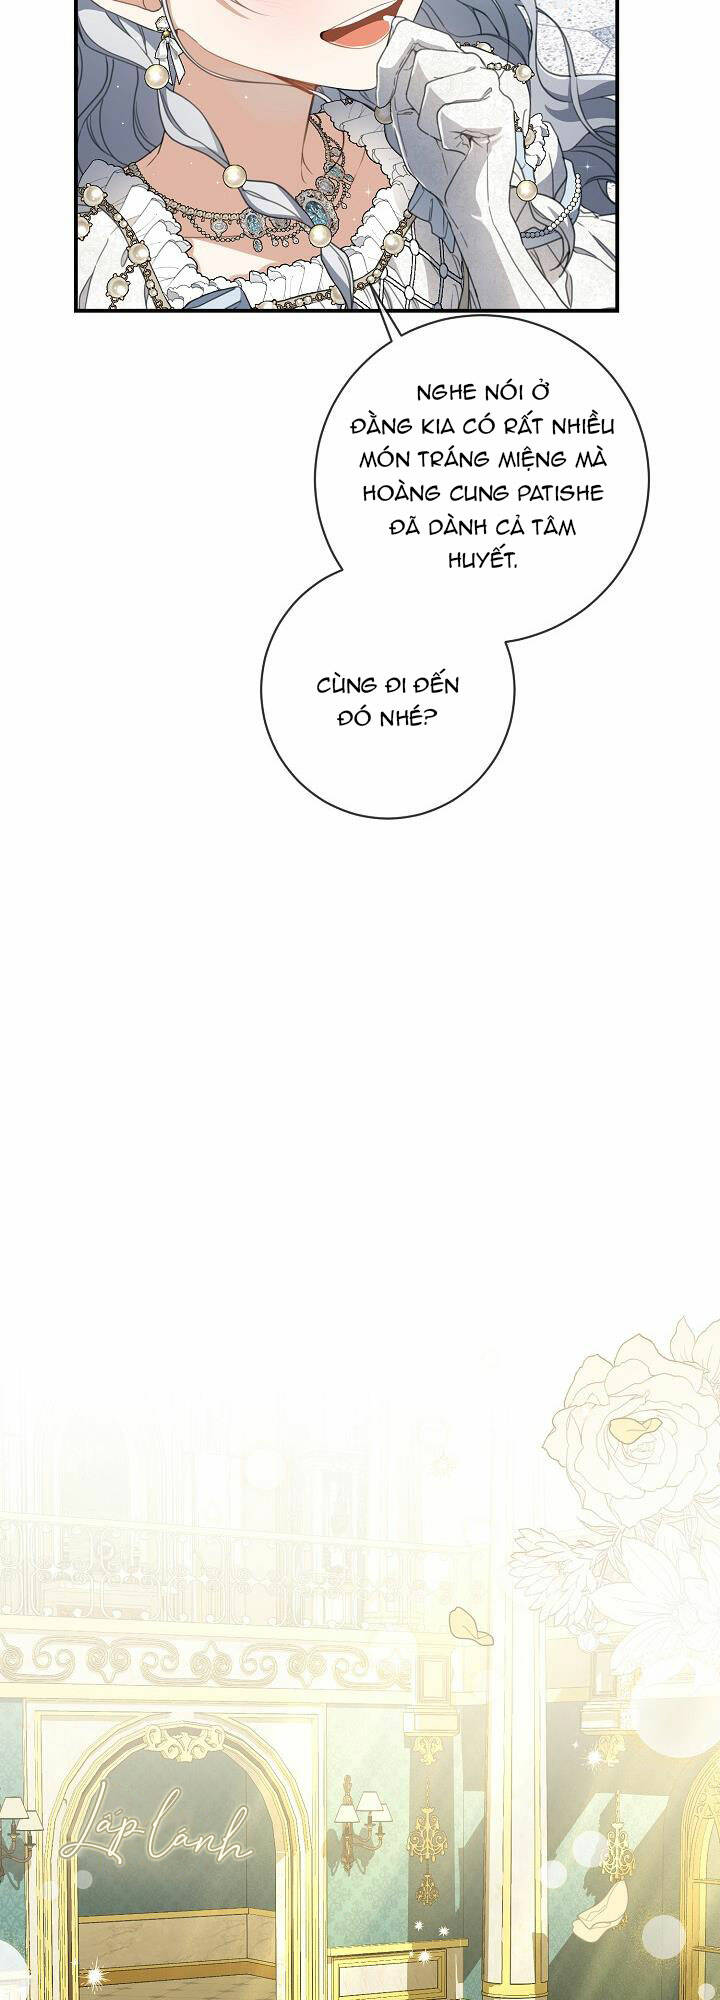 NGHE NÓI Ở
ĐẰNG KIA CÓ RẤT NHIỀU
MÓN TRÁNG MIỆNG MÀ
HOÀNG CUNG PATISHE
ĐÃ DÀNH CẢ TÂM
HUYẾT.
CÙNG ĐI ĐẾN
ĐÓ NHÉ?
Lấp lánh